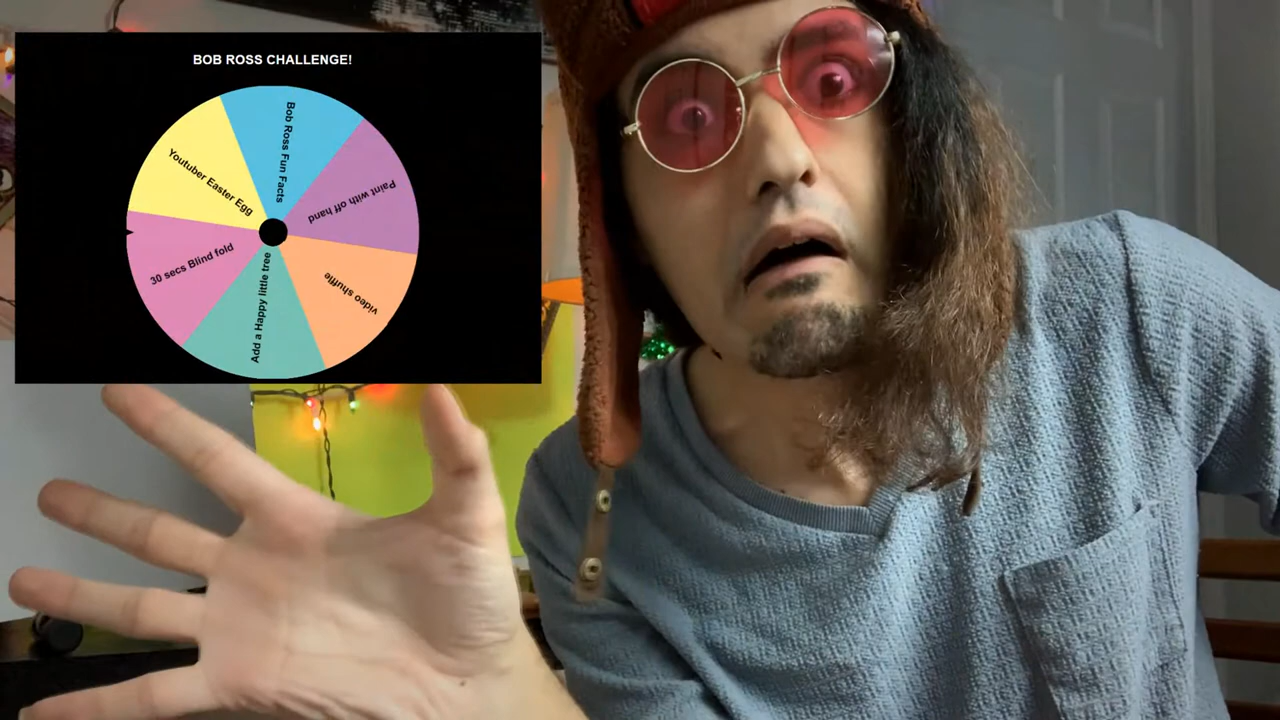 BOB ROSS CHALLENGE!
Bob Ross Fun Facts
Paint with off hand
video shuffle
Add a Happy little tree
30 secs Blind fold
Youtuber Easter Egg